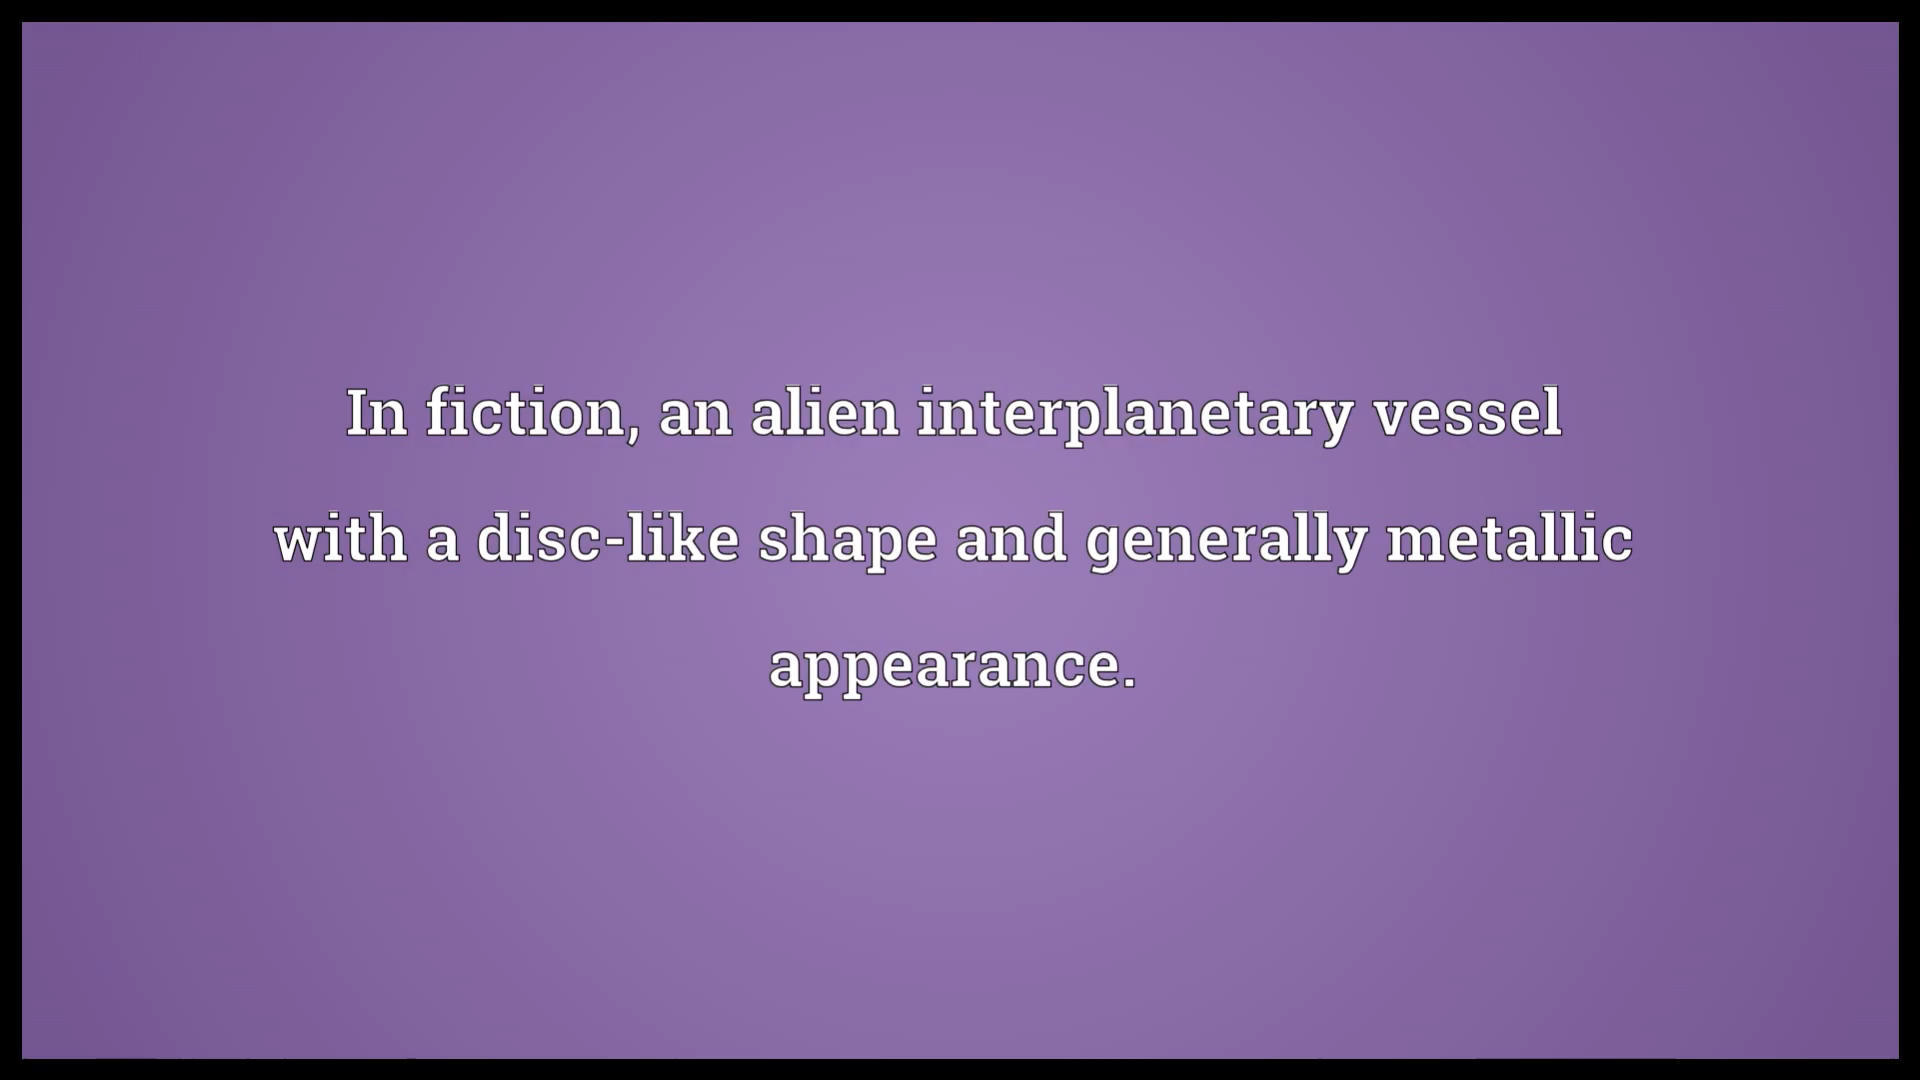 In fiction, an alien interplanetary vessel
with a disc-like shape and generally metallic
appearance.